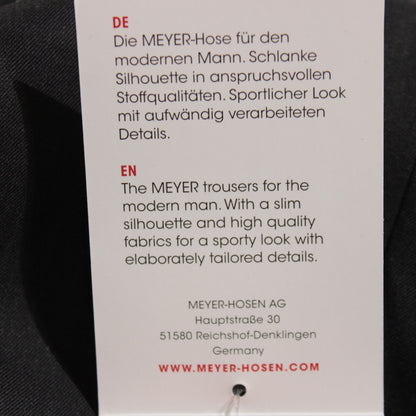 DE
Die MEYER-Hose für den
modernen Mann. Schlanke
Silhouette in anspruchsvollen
Stoffqualitäten. Sportlicher Look
mit aufwändig verarbeiteten
Details.
EN
The MEYER trousers for the
modern man. With a slim
silhouette and high quality
fabrics for a sporty look with
elaborately tailored details.
MEYER-HOSEN AG
Hauptstraße 30
51580 Reichshof-Denklingen
Germany
WWW.MEYER-HOSEN.COM